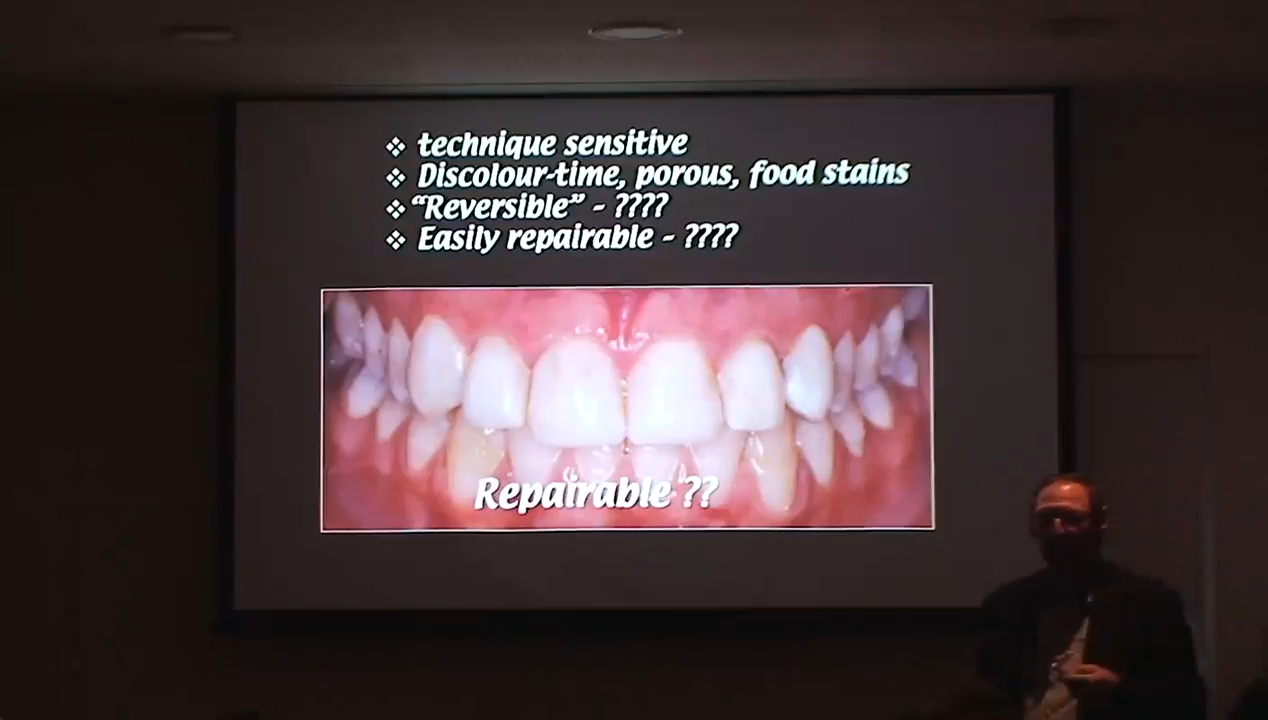 ❖ technique sensitive
❖ Discolour-time, porous, food stains
❖ “Reversible” - ????
❖ Easily repairable - ????
Repairable ??